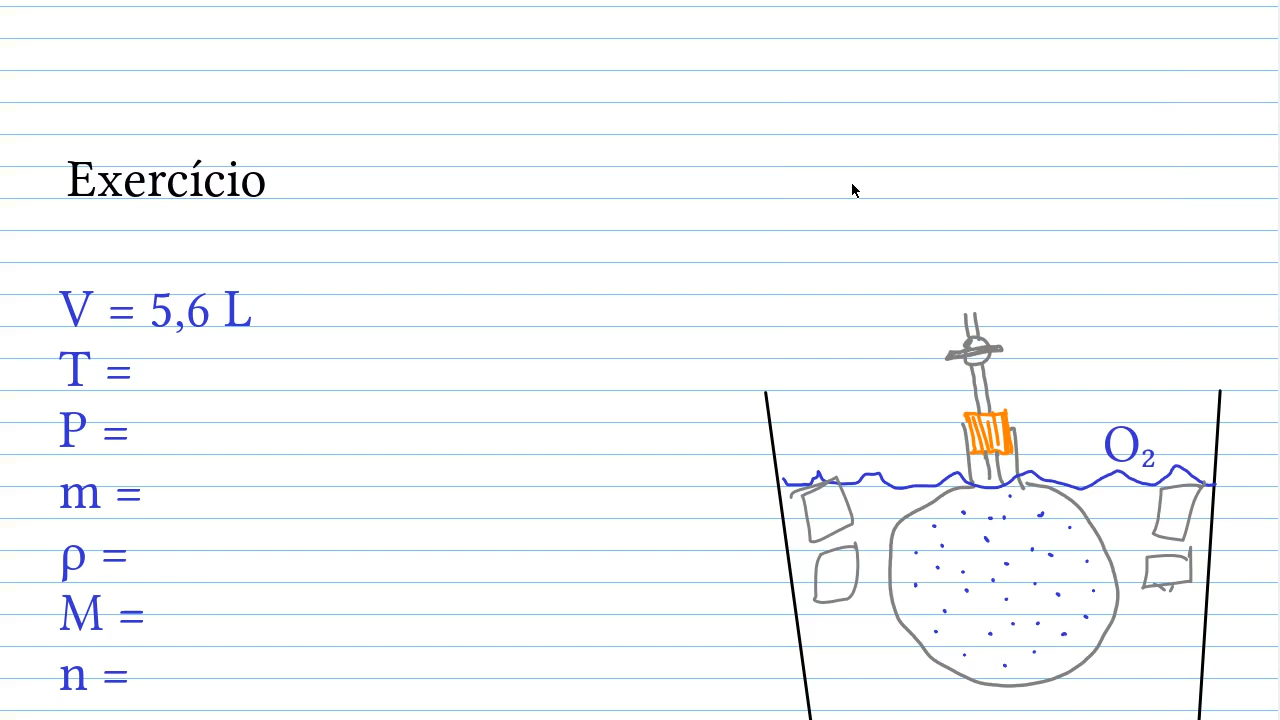 Exercício
V = 5,6 L
T =
P =
m =
ρ =
M =
n =
O₂